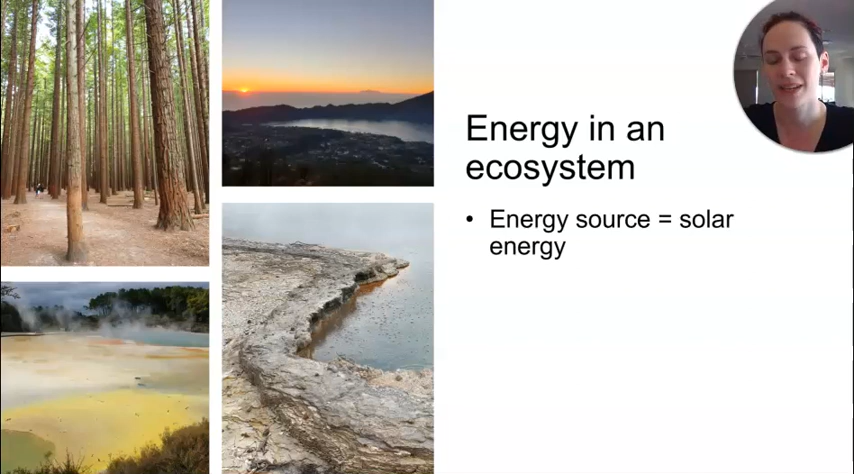 Energy in an
ecosystem
• Energy source = solar
energy